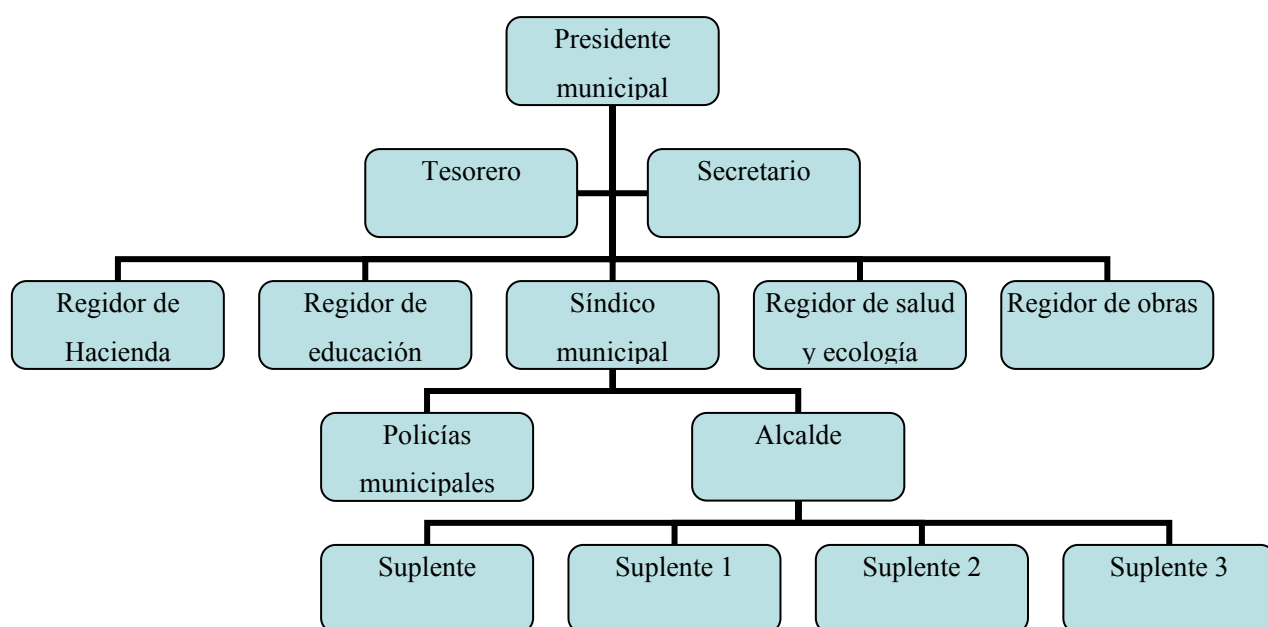 Presidente
municipal
Tesorero
Secretario
Regidor de
Hacienda
Regidor de
educación
Síndico
municipal
Regidor de salud
y ecología
Regidor de obras
Policías
municipales
Alcalde
Suplente
Suplente 1
Suplente 2
Suplente 3